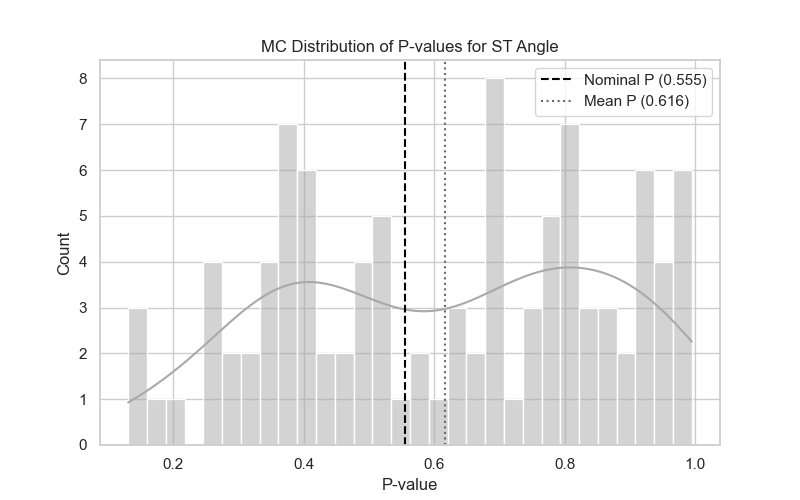 MC Distribution of P-values for ST Angle
Nominal P (0.555)
Mean P (0.616)
Count
8
7
6
5
4
3
2
1
0
0.2 0.4 0.6 0.8 1.0
P-value